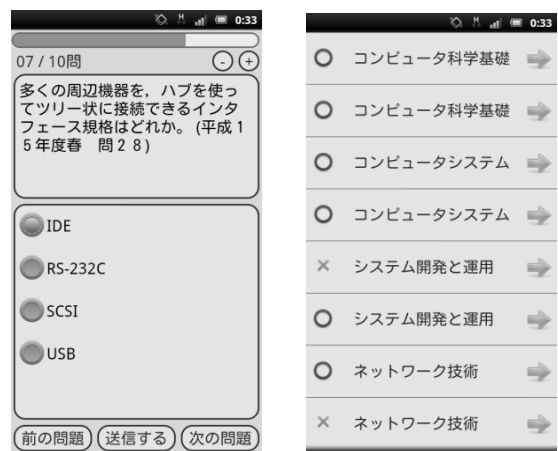 0:33
07 / 10問
- +
多くの周辺機器を，ハブを使っ
てツリー状に接続できるインタ
フェース規格はどれか。(平成１
５年度春　問２８)
IDE
RS-232C
SCSI
USB
前の問題 送信する 次の問題
0:33
コンピュータ科学基礎
コンピュータ科学基礎
コンピュータシステム
コンピュータシステム
× システム開発と運用
システム開発と運用
ネットワーク技術
× ネットワーク技術